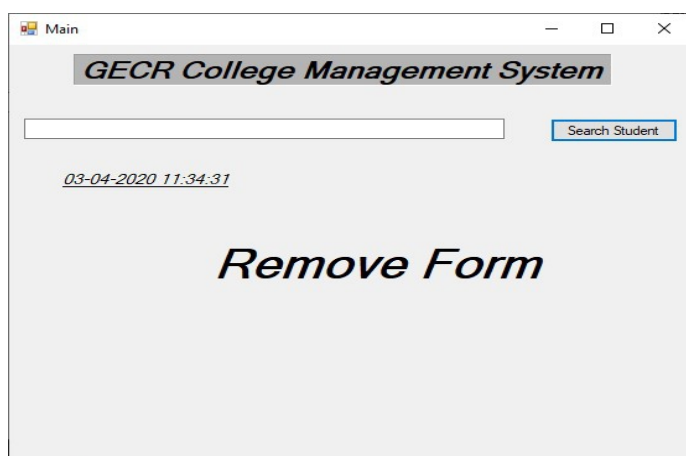 Main
GECR College Management System
Search Student
03-04-2020 11:34:31
Remove Form